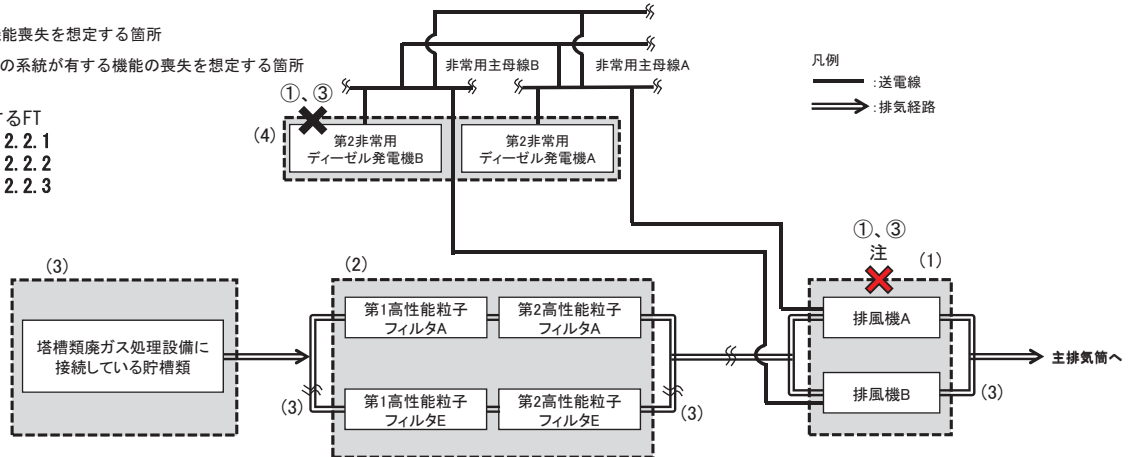 能喪失を想定する箇所
の系統が有する機能の喪失を想定する箇所
するFT
2.2.1
2.2.2
2.2.3
非常用主母線B
非常用主母線A
凡例
:送電線
:排気経路
①、③
(4)
第2非常用
ディーゼル発電機B
第2非常用
ディーゼル発電機A
(3)
塔槽類廃ガス処理設備に
接続している貯槽類
(2)
第1高性能粒子
フィルタA
第2高性能粒子
フィルタA
(3)
第1高性能粒子
フィルタE
第2高性能粒子
フィルタE
(3)
①、③
注
(1)
排風機A
排風機B
(3)
主排気筒へ